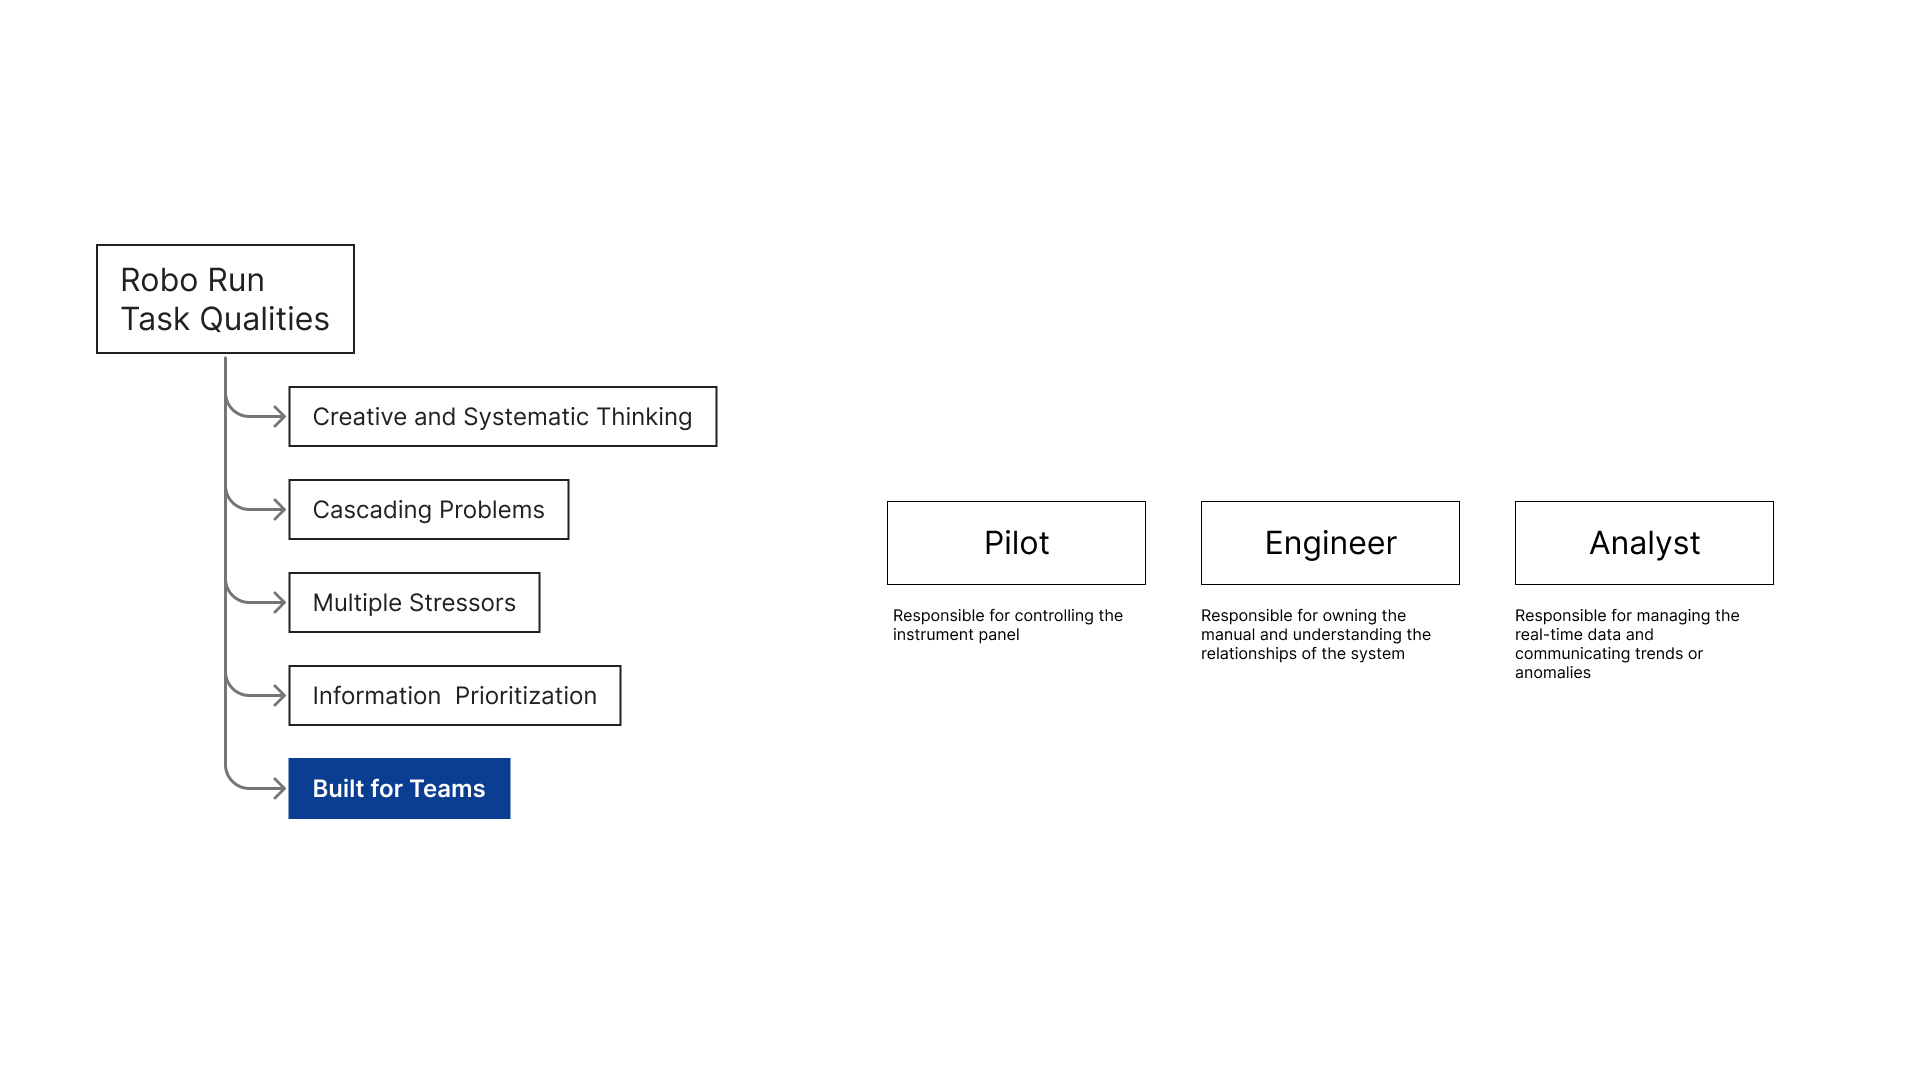 Robo Run
Task Qualities
Creative and Systematic Thinking
Cascading Problems
Multiple Stressors
Information  Prioritization
Built for Teams
Pilot
Responsible for controlling the
instrument panel
Engineer
Responsible for owning the
manual and understanding the
relationships of the system
Analyst
Responsible for managing the
real-time data and
communicating trends or
anomalies